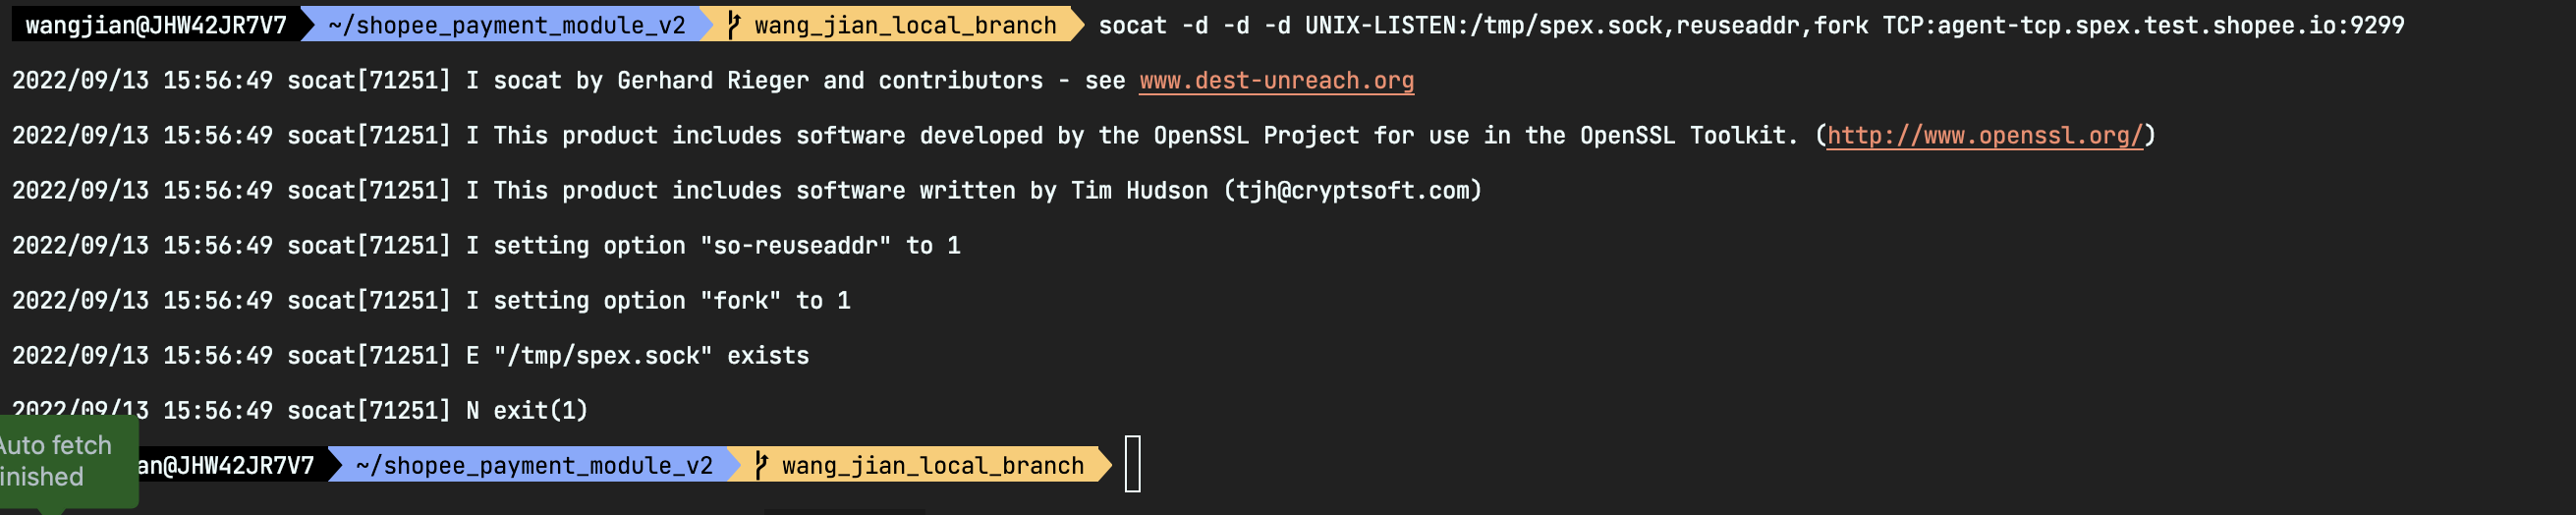 wangjian@JHW42JR7V7 ~/shopee_payment_module_v2 wang_jian_local_branch socat -d -d -d UNIX-LISTEN:/tmp/spex.sock,reuseaddr,fork TCP:agent-tcp.spex.test.shopee.io:9299
2022/09/13 15:56:49 socat[71251] I socat by Gerhard Rieger and contributors - see www.dest-unreach.org
2022/09/13 15:56:49 socat[71251] I This product includes software developed by the OpenSSL Project for use in the OpenSSL Toolkit. (http://www.openssl.org/)
2022/09/13 15:56:49 socat[71251] I This product includes software written by Tim Hudson (tjh@cryptsoft.com)
2022/09/13 15:56:49 socat[71251] I setting option "so-reuseaddr" to 1
2022/09/13 15:56:49 socat[71251] I setting option "fork" to 1
2022/09/13 15:56:49 socat[71251] E "/tmp/spex.sock" exists
2022/09/13 15:56:49 socat[71251] N exit(1)
Auto fetch
inished
an@JHW42JR7V7 ~/shopee_payment_module_v2 wang_jian_local_branch